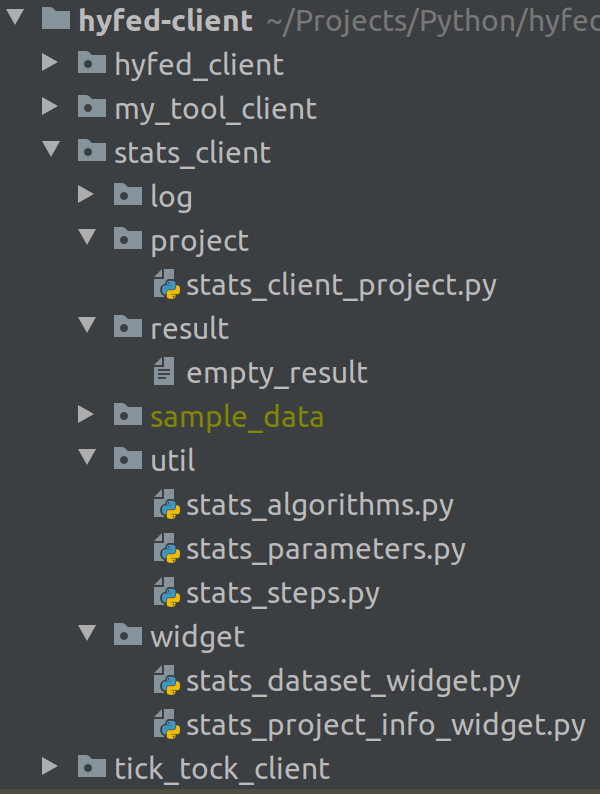 hyfed-client ~/Projects/Python/hyfed
hyfed_client
my_tool_client
stats_client
log
project
stats_client_project.py
result
empty_result
sample_data
util
stats_algorithms.py
stats_parameters.py
stats_steps.py
widget
stats_dataset_widget.py
stats_project_info_widget.py
tick_tock_client